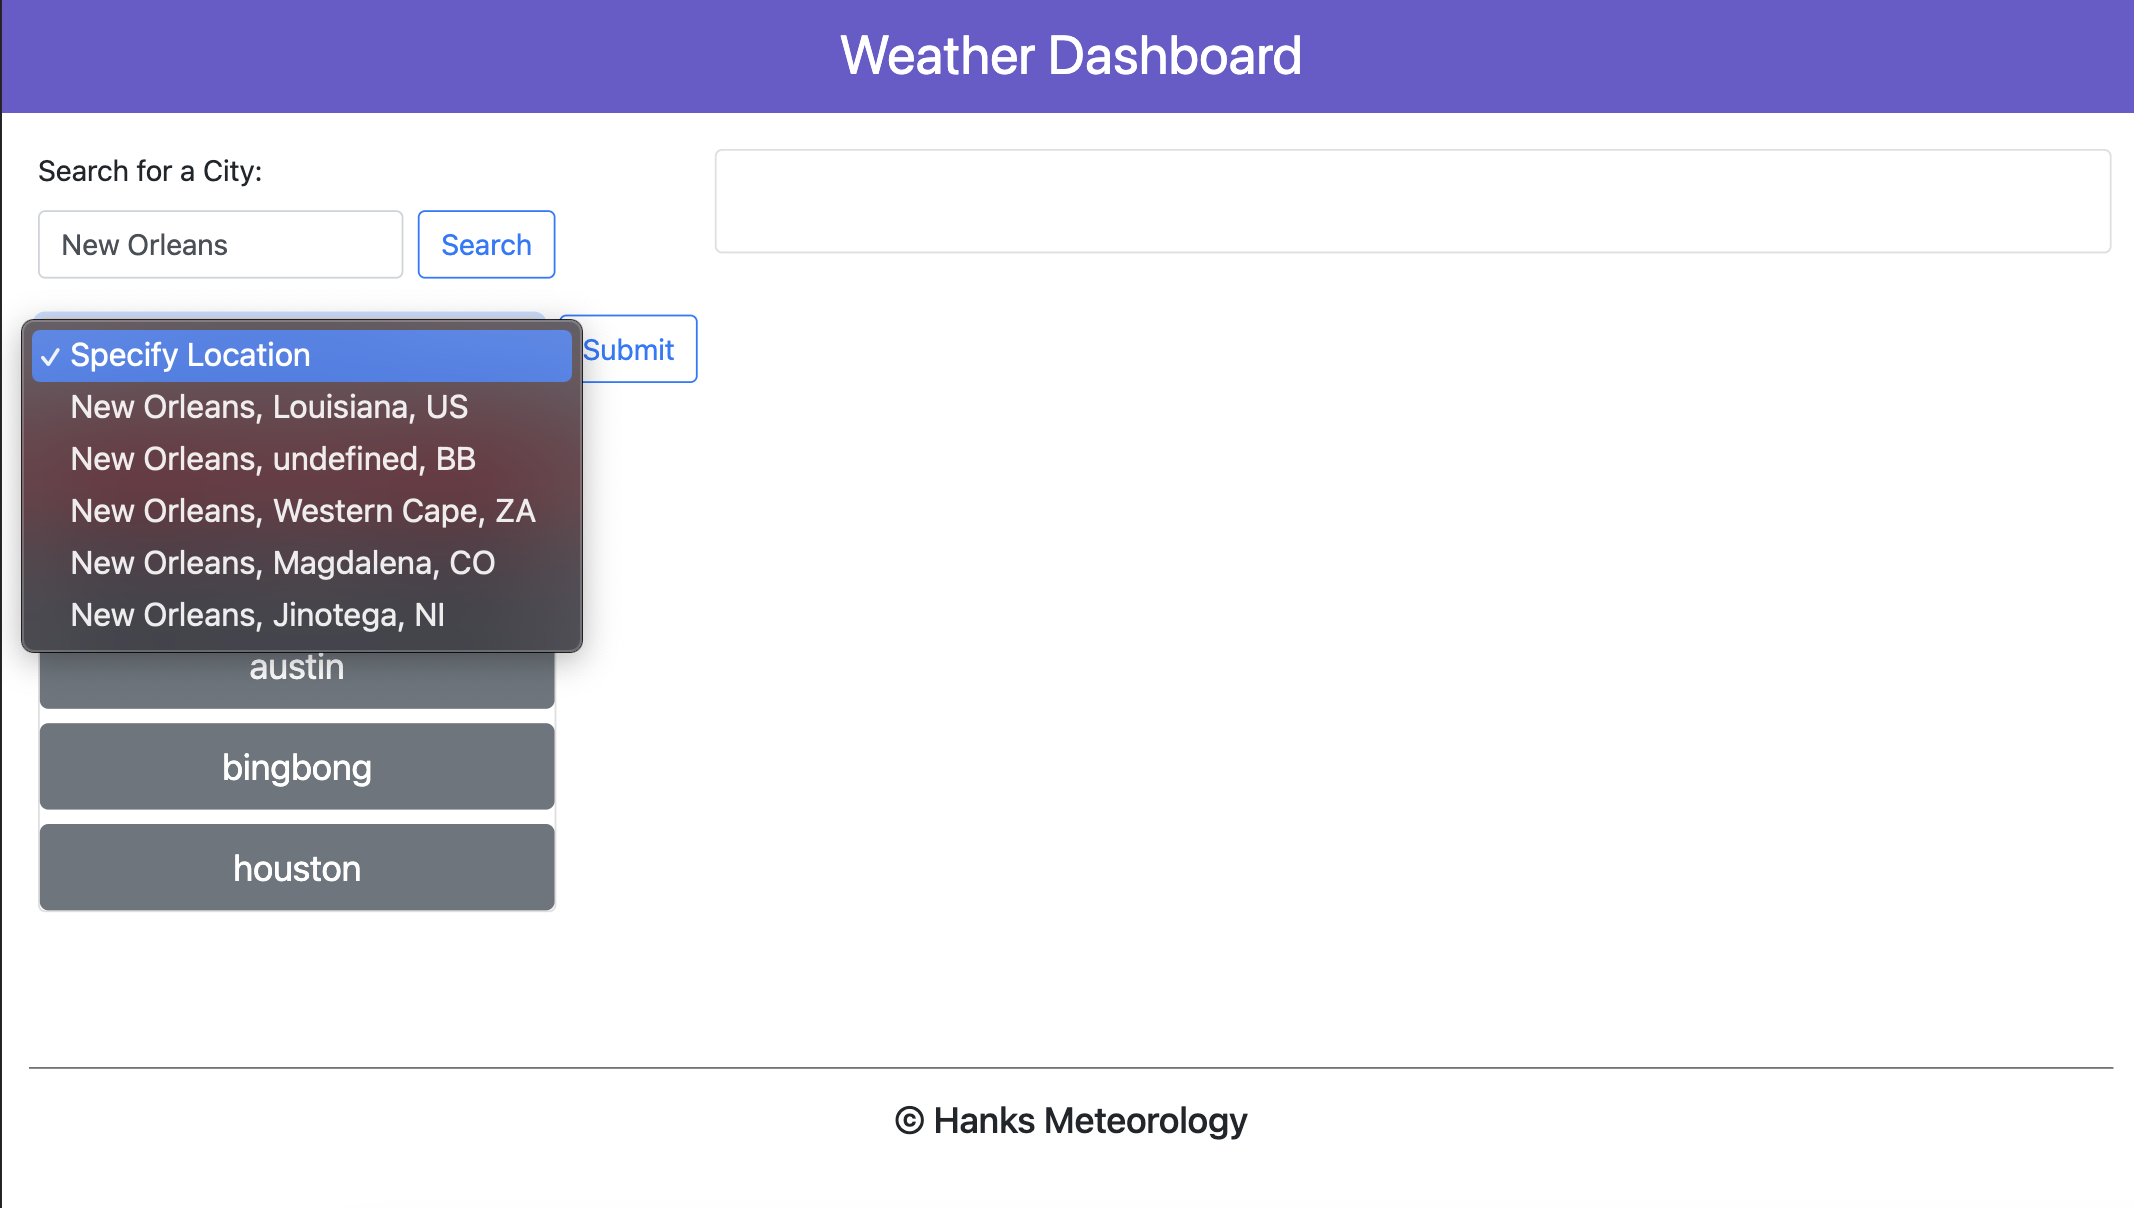 Weather Dashboard
Search for a City:
New Orleans
Search
✓ Specify Location
Submit
New Orleans, Louisiana, US
New Orleans, undefined, BB
New Orleans, Western Cape, ZA
New Orleans, Magdalena, CO
New Orleans, Jinotega, NI
austin
bingbong
houston
© Hanks Meteorology